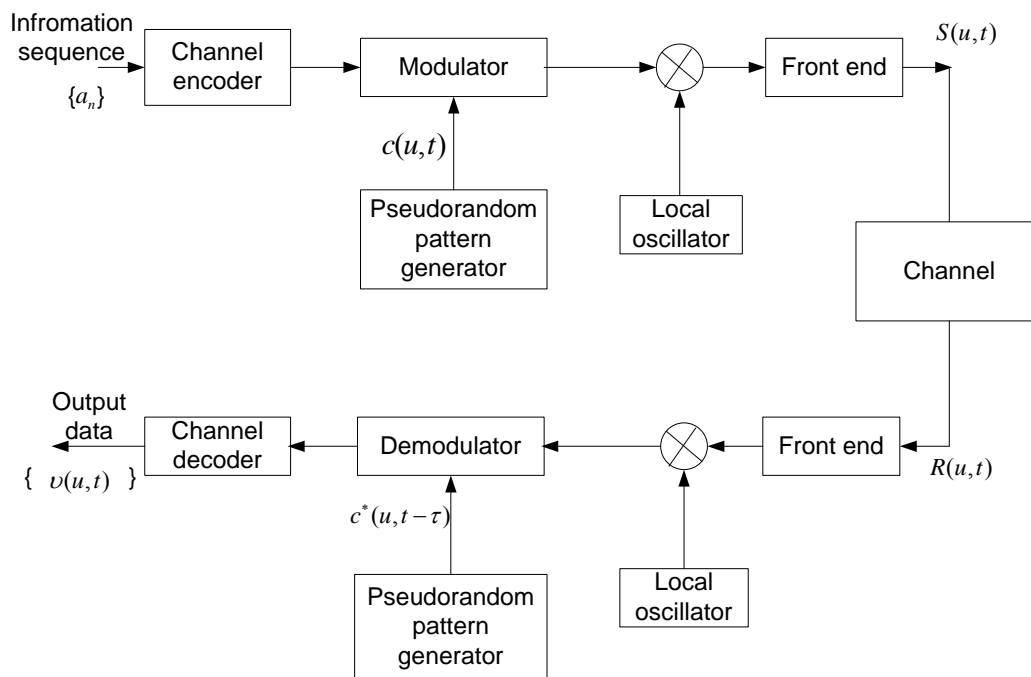 Infromation
sequence
{aₙ}
Channel
encoder
Modulator
Front end
S(u,t)
c(u,t)
Pseudorandom
pattern
generator
Local
oscillator
Channel
Output
data
{ υ(u,t) }
Channel
decoder
Demodulator
Front end
R(u,t)
c*(u,t−τ)
Pseudorandom
pattern
generator
Local
oscillator